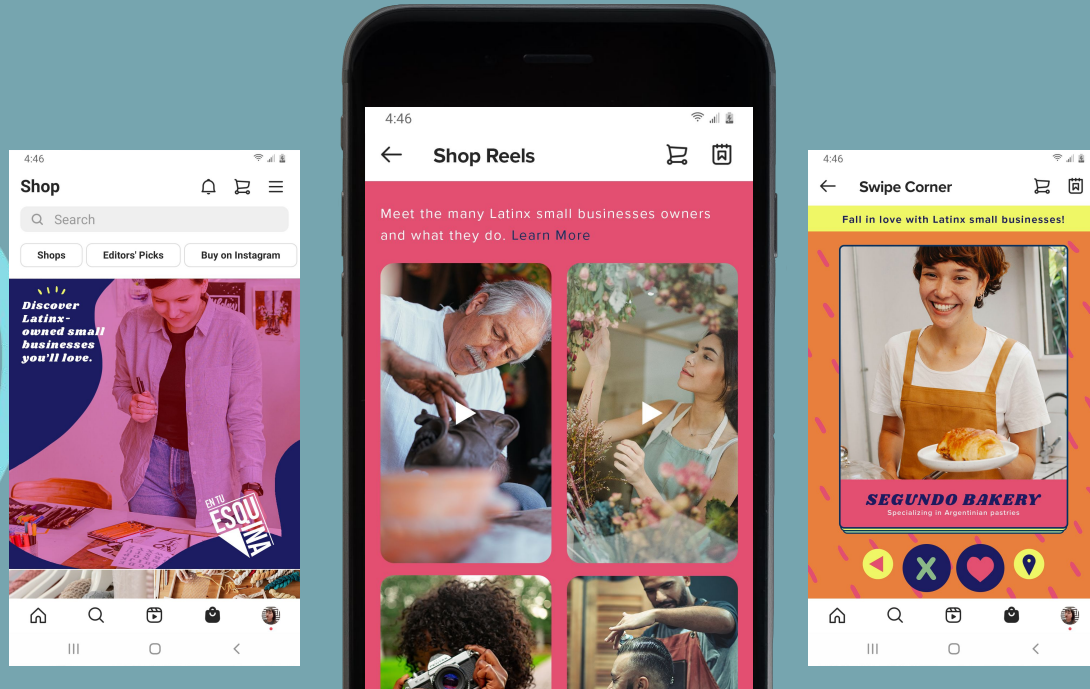 4:46
Shop
Search
Shops
Editors' Picks
Buy on Instagram
Discover
Latinx-
owned small
businesses
you'll love.
EN TU
ESQU
INA
4:46
Shop Reels
Meet the many Latinx small businesses owners
and what they do. Learn More
4:46
Swipe Corner
Fall in love with Latinx small businesses!
SEGUNDO BAKERY
Specializing in Argentinian pastries
X